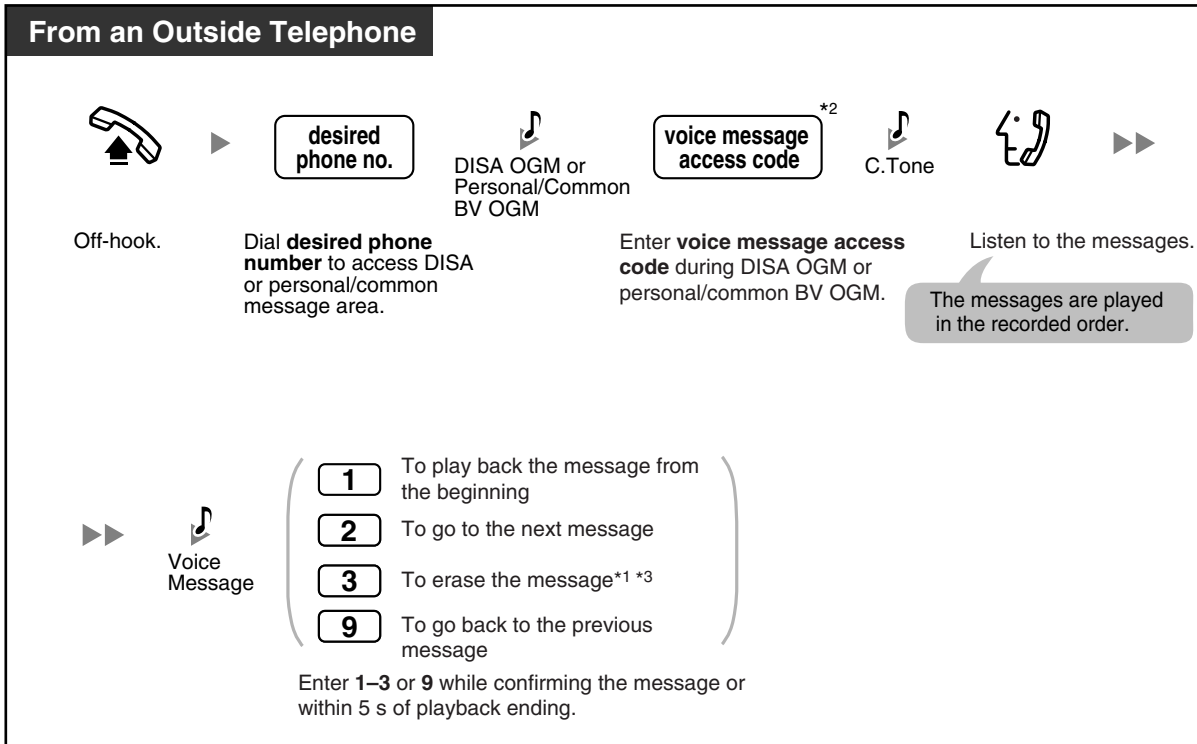 From an Outside Telephone
desired
phone no.
DISA OGM or
Personal/Common
BV OGM
voice message
access code
*2
C.Tone
Off-hook.
Dial desired phone
number to access DISA
or personal/common
message area.
Enter voice message access
code during DISA OGM or
personal/common BV OGM.
Listen to the messages.
The messages are played
in the recorded order.
Voice
Message
1 To play back the message from
the beginning
2 To go to the next message
3 To erase the message*1 *3
9 To go back to the previous
message
Enter 1–3 or 9 while confirming the message or
within 5 s of playback ending.